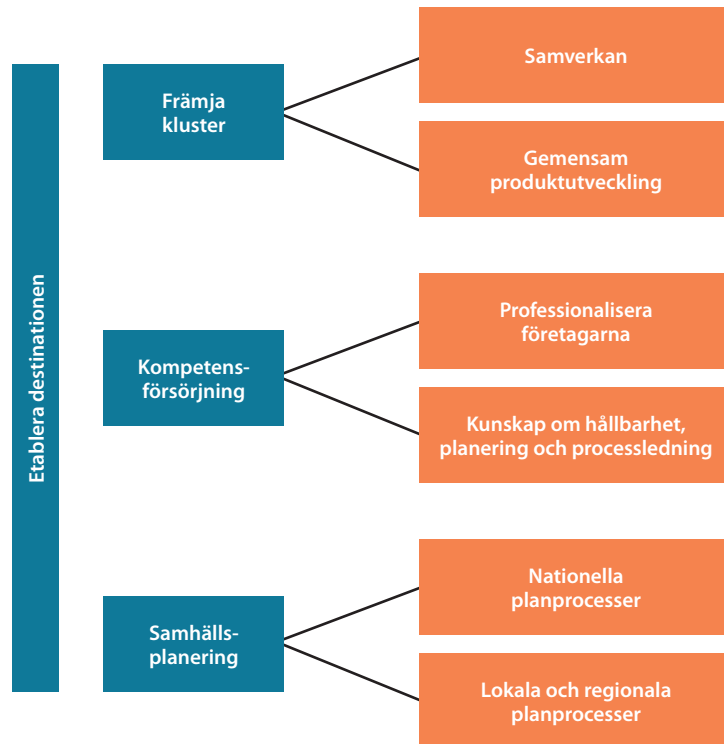 Etablera destinationen
Främja
kluster
Samverkan
Gemensam
produktutveckling
Kompetens-
försörjning
Professionalisera
företagarna
Kunskap om hållbarhet,
planering och processledning
Samhälls-
planering
Nationella
planprocesser
Lokala och regionala
planprocesser